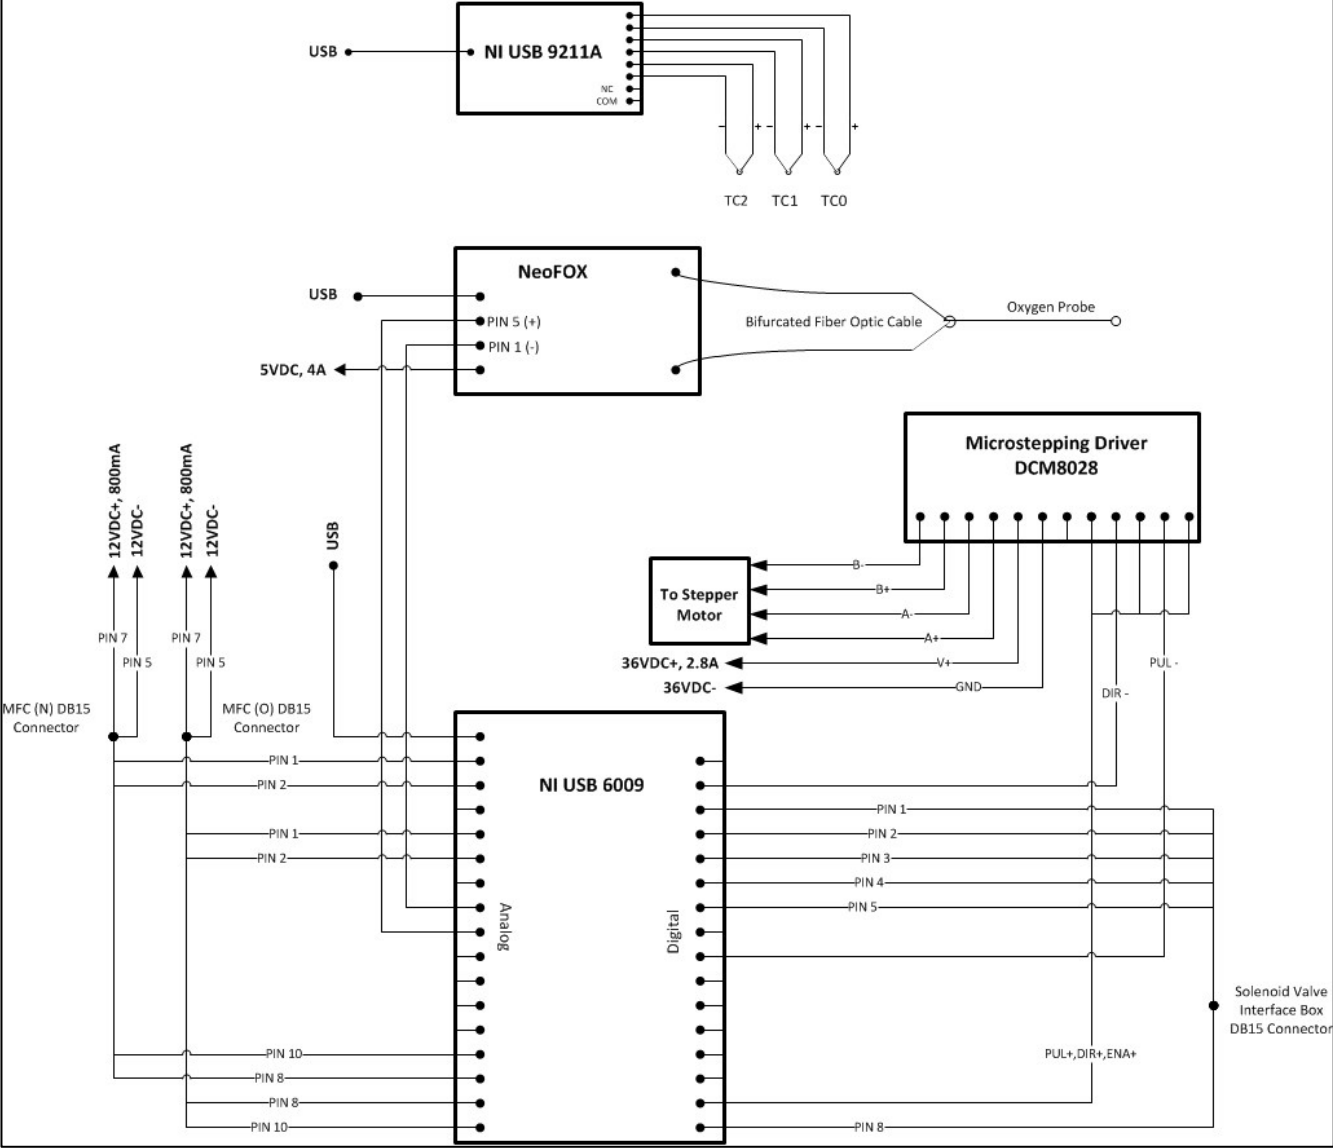 USB
NI USB 9211A
NC
COM
- + - + - +
TC2 TC1 TC0
NeoFOX
USB
PIN 5 (+)
PIN 1 (-)
5VDC, 4A
Bifurcated Fiber Optic Cable
Oxygen Probe
Microstepping Driver
DCM8028
12VDC+, 800mA
12VDC-
12VDC+, 800mA
12VDC-
USB
PIN 7
PIN 5
PIN 7
PIN 5
MFC (N) DB15
Connector
MFC (O) DB15
Connector
To Stepper
Motor
B-
B+
A-
A+
36VDC+, 2.8A
V+
36VDC-
GND
PUL -
DIR -
NI USB 6009
Analog
Digital
PIN 1
PIN 2
PIN 1
PIN 2
PIN 10
PIN 8
PIN 8
PIN 10
PIN 1
PIN 2
PIN 3
PIN 4
PIN 5
PUL+,DIR+,ENA+
PIN 8
Solenoid Valve
Interface Box
DB15 Connector